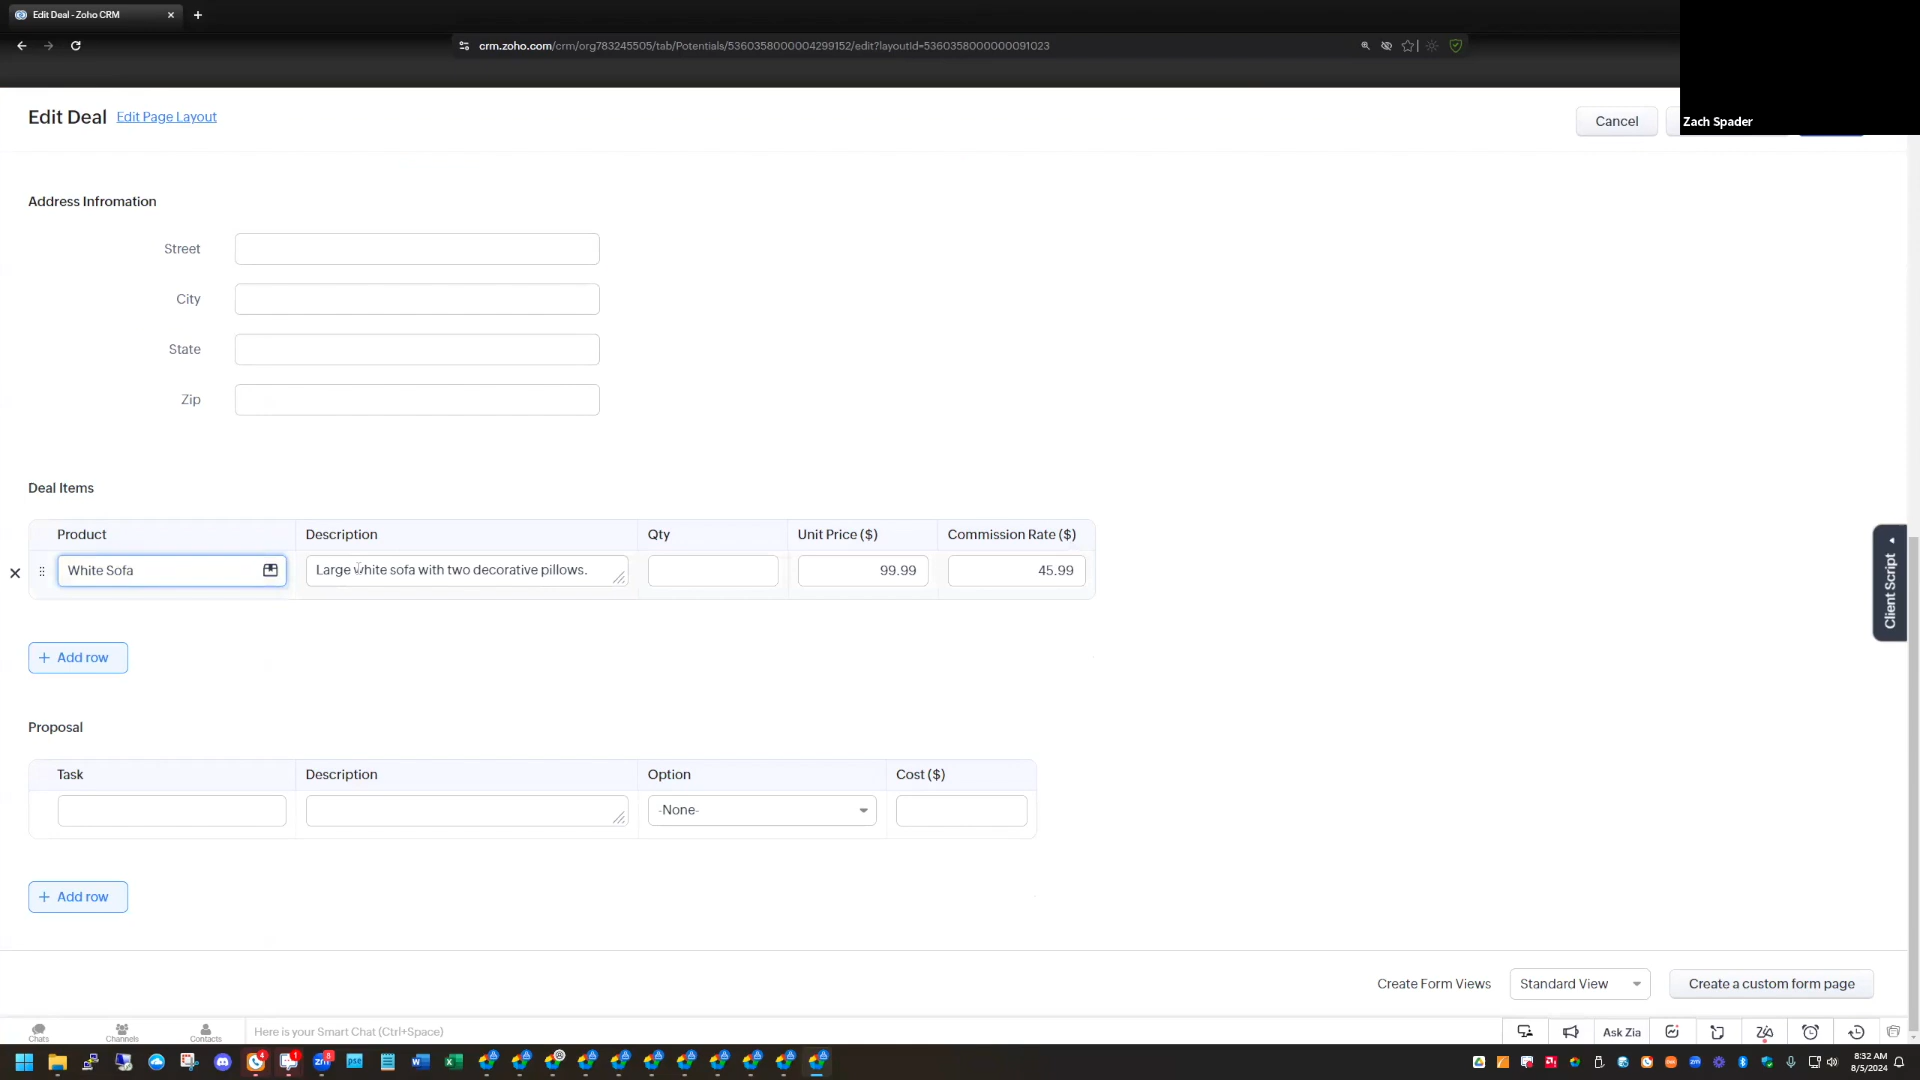 Edit Deal - Zoho CRM
crm.zoho.com/crm/org783245505/tab/Potentials/5360358000004299152/edit?layoutId=5360358000000091023
Edit Deal Edit Page Layout
Cancel
Zach Spader
Address Infromation
Street
City
State
Zip
Deal Items
Product Description Qty Unit Price ($) Commission Rate ($)
White Sofa Large white sofa with two decorative pillows. 99.99 45.99
Client Script
+ Add row
Proposal
Task Description Option Cost ($)
-None-
+ Add row
Create Form Views Standard View Create a custom form page
Chats Channels Contacts Here is your Smart Chat (Ctrl+Space) Ask Zia
8:32 AM
8/5/2024